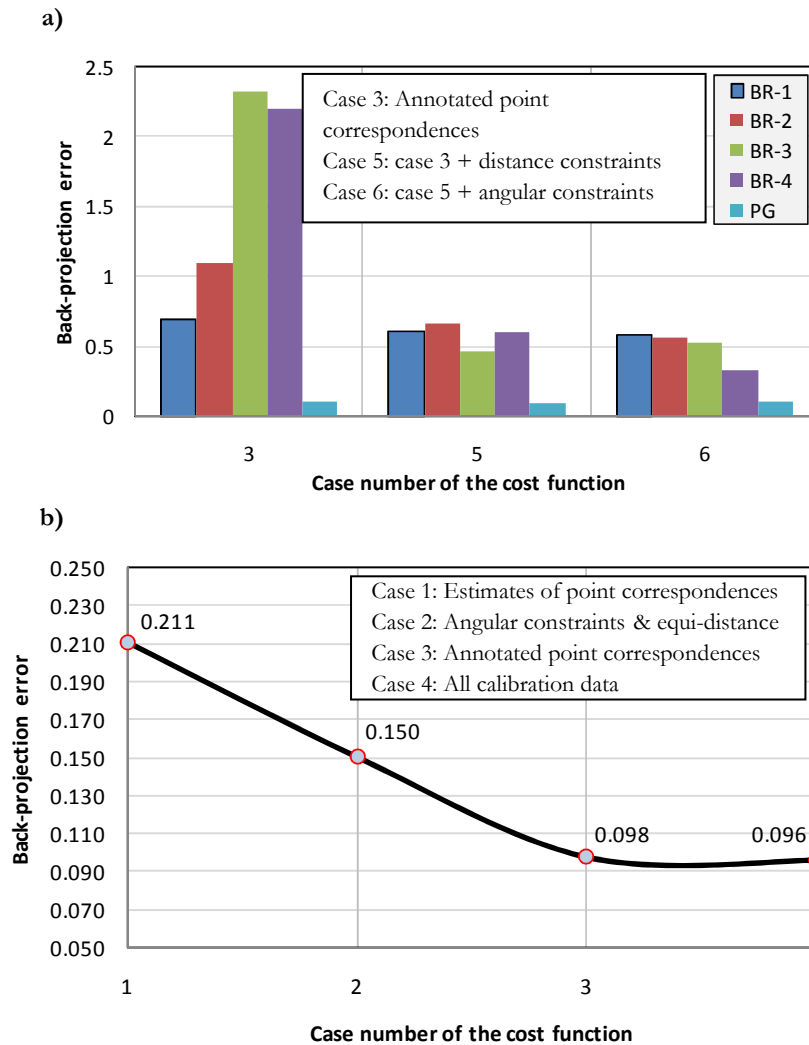 a)
2.5
2
1.5
1
0.5
0
Back-projection error
Case 3: Annotated point
correspondences
Case 5: case 3 + distance constraints
Case 6: case 5 + angular constraints
BR-1
BR-2
BR-3
BR-4
PG
3 5 6
Case number of the cost function
b)
0.250
0.230
0.210
0.190
0.170
0.150
0.130
0.110
0.090
0.070
0.050
Back-projection error
Case 1: Estimates of point correspondences
Case 2: Angular constraints & equi-distance
Case 3: Annotated point correspondences
Case 4: All calibration data
0.211
0.150
0.098
0.096
1 2 3
Case number of the cost function